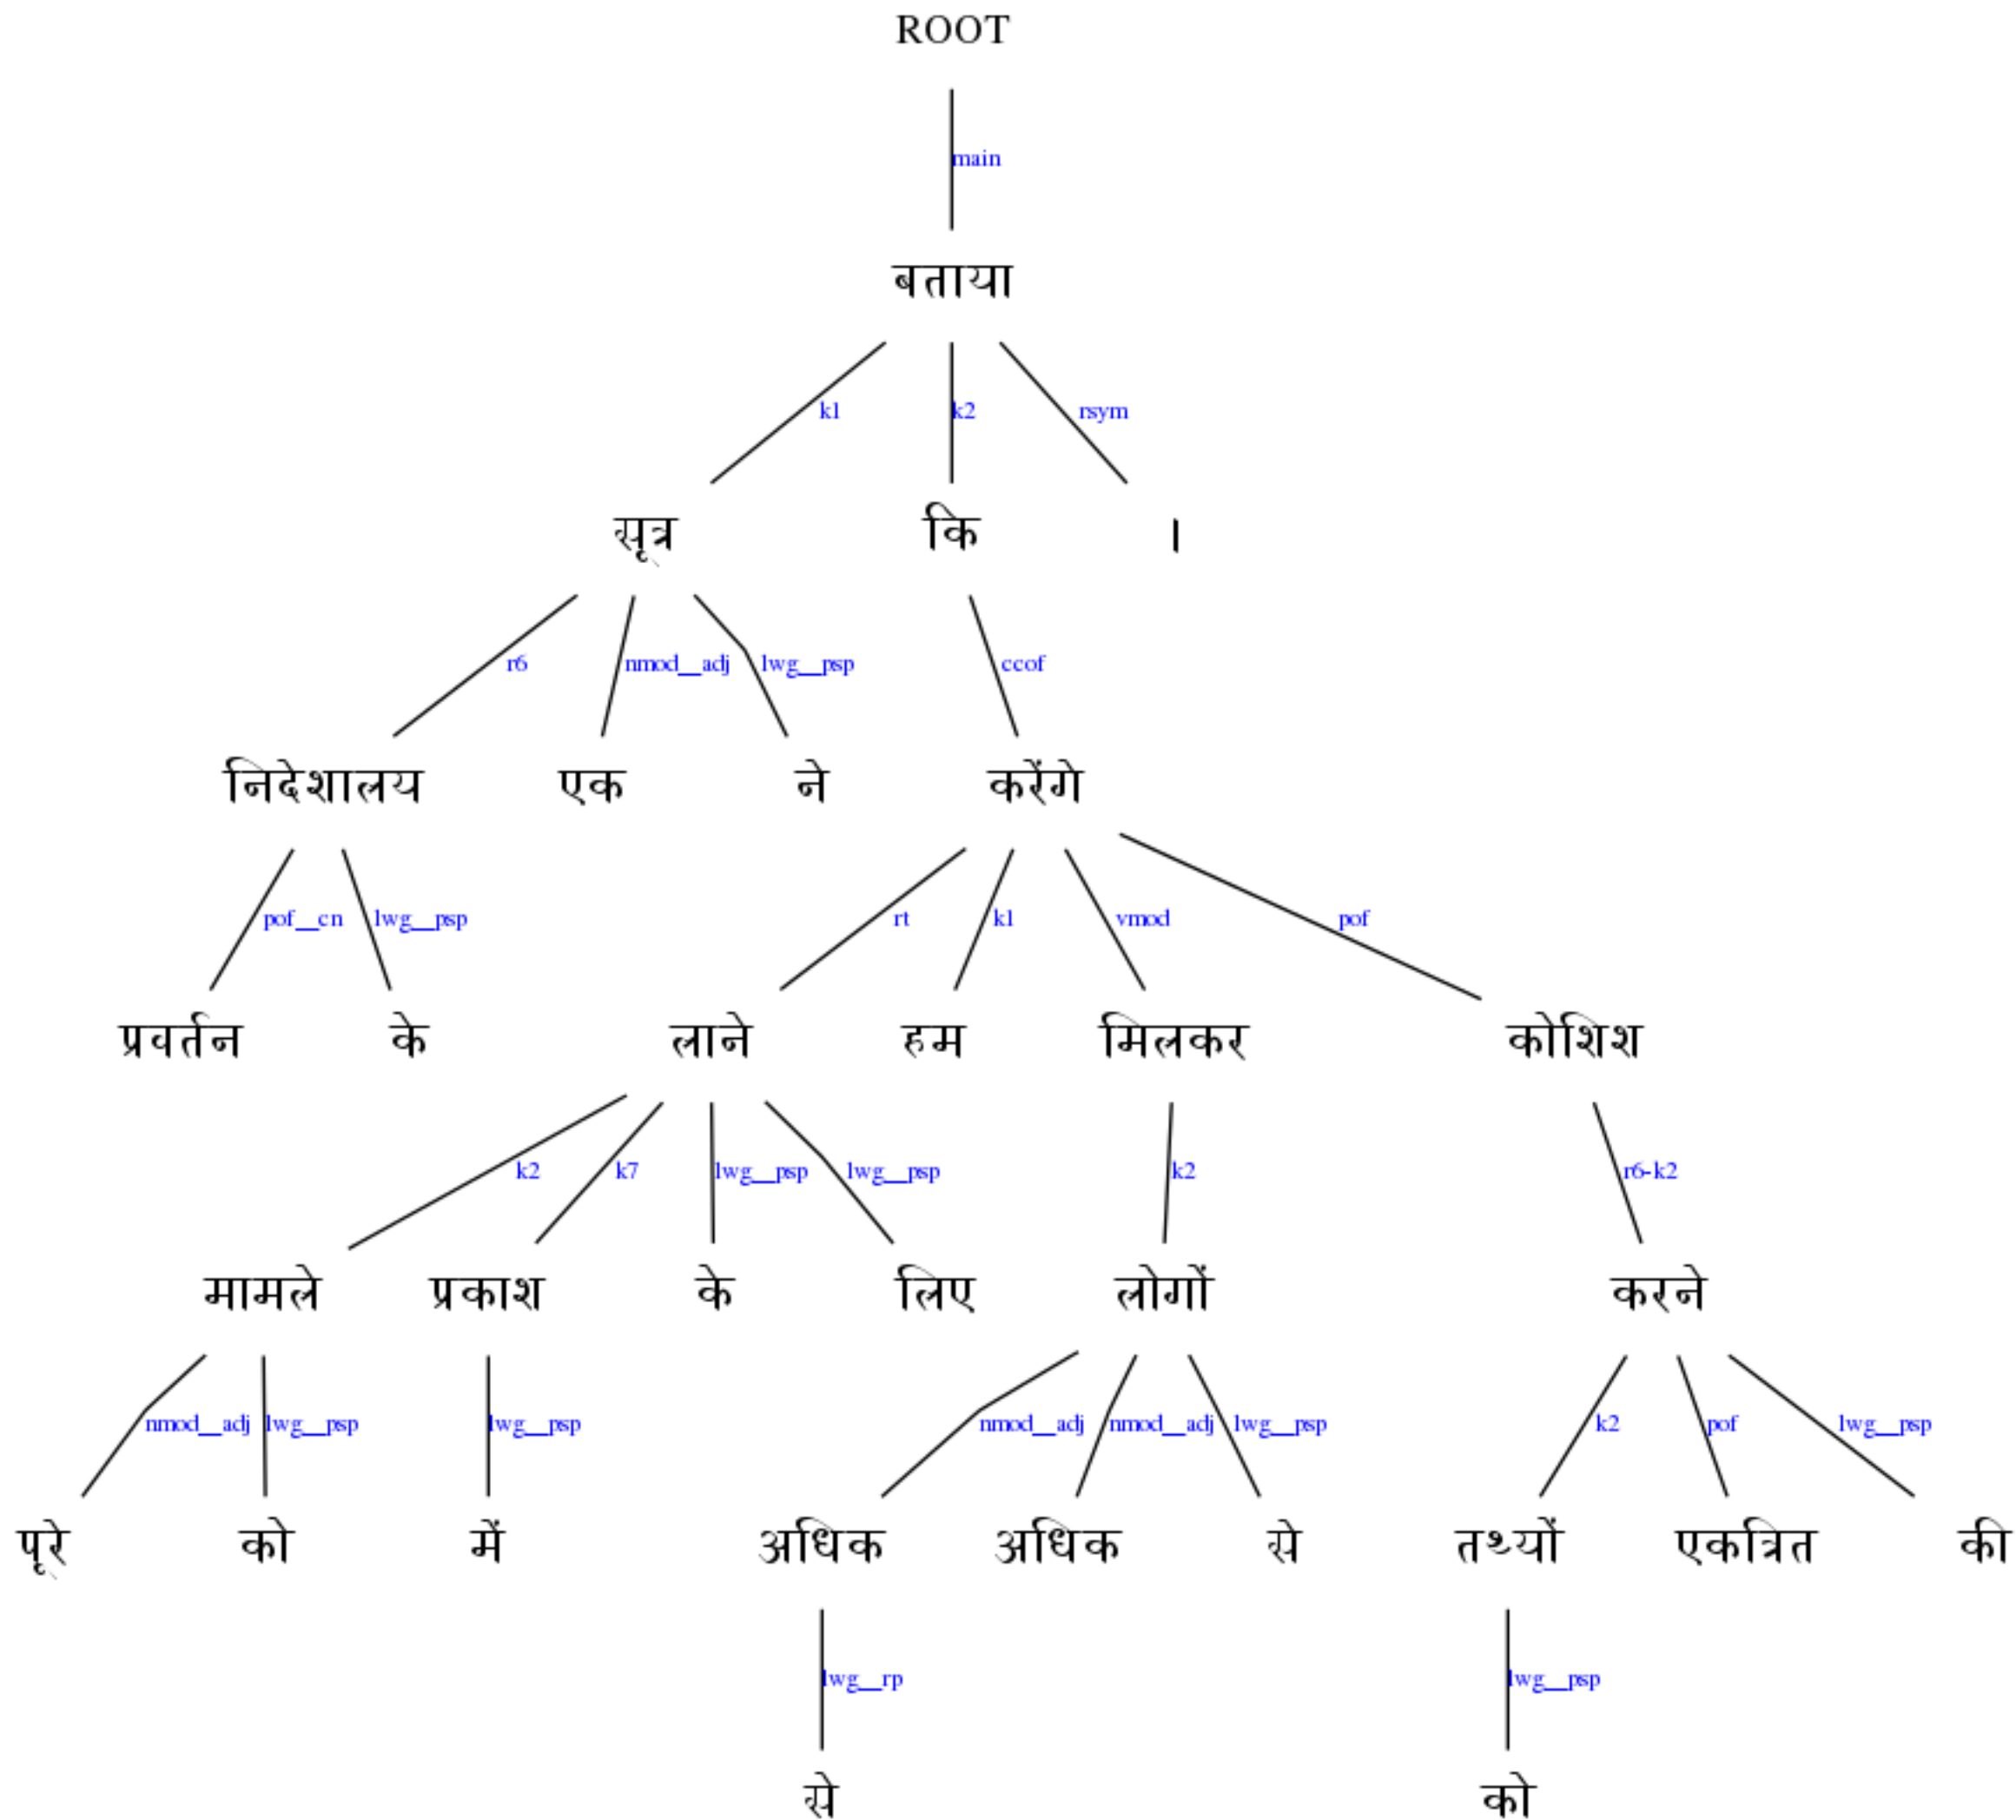 ROOT
main
बताया
k1 k2 rsym
सूत्र कि ।
r6 nmod__adj lwg__psp ccof
निदेशालय एक ने करेंगे
pof__cn lwg__psp rt k1 vmod pof
प्रवर्तन के लाने हम मिलकर कोशिश
k2 k7 lwg__psp lwg__psp k2 r6-k2
मामले प्रकाश के लिए लोगों करने
nmod__adj lwg__psp lwg__psp nmod__adj nmod__adj lwg__psp k2 pof lwg__psp
पूरे को में अधिक अधिक से तथ्यों एकत्रित की
lwg__rp lwg__psp
से को